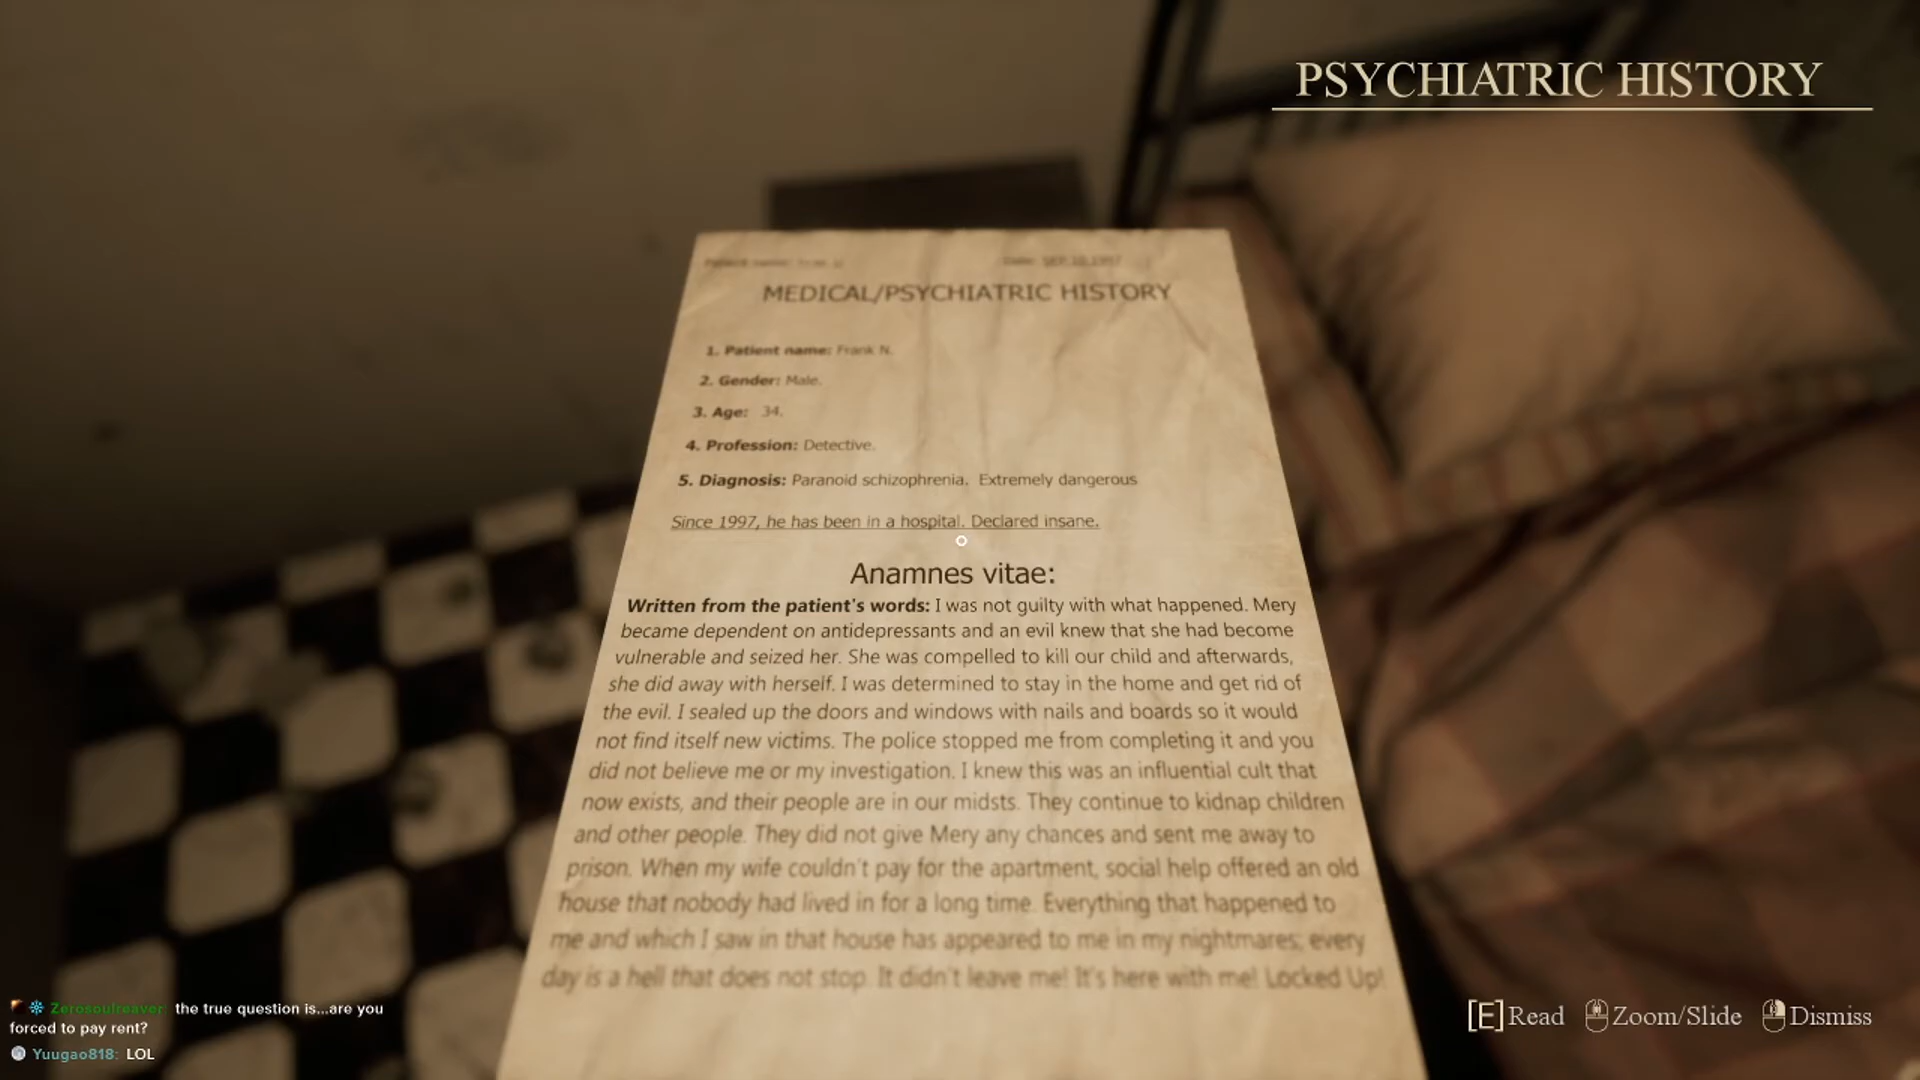 PSYCHIATRIC HISTORY
Patient name: Frank N. Date: SEP.10.1997
MEDICAL/PSYCHIATRIC HISTORY
1. Patient name: Frank N.
2. Gender: Male.
3. Age: 34.
4. Profession: Detective.
5. Diagnosis: Paranoid schizophrenia. Extremely dangerous
Since 1997, he has been in a hospital. Declared insane.
Anamnes vitae:
Written from the patient's words: I was not guilty with what happened. Mery
became dependent on antidepressants and an evil knew that she had become
vulnerable and seized her. She was compelled to kill our child and afterwards,
she did away with herself. I was determined to stay in the home and get rid of
the evil. I sealed up the doors and windows with nails and boards so it would
not find itself new victims. The police stopped me from completing it and you
did not believe me or my investigation. I knew this was an influential cult that
now exists, and their people are in our midsts. They continue to kidnap children
and other people. They did not give Mery any chances and sent me away to
prison. When my wife couldn't pay for the apartment, social help offered an old
house that nobody had lived in for a long time. Everything that happened to
me and which I saw in that house has appeared to me in my nightmares; every
day is a hell that does not stop. It didn't leave me! It's here with me! Locked Up!
Zerosoulreaver: the true question is...are you
forced to pay rent?
Yuugao818: LOL
[E] Read Zoom/Slide Dismiss